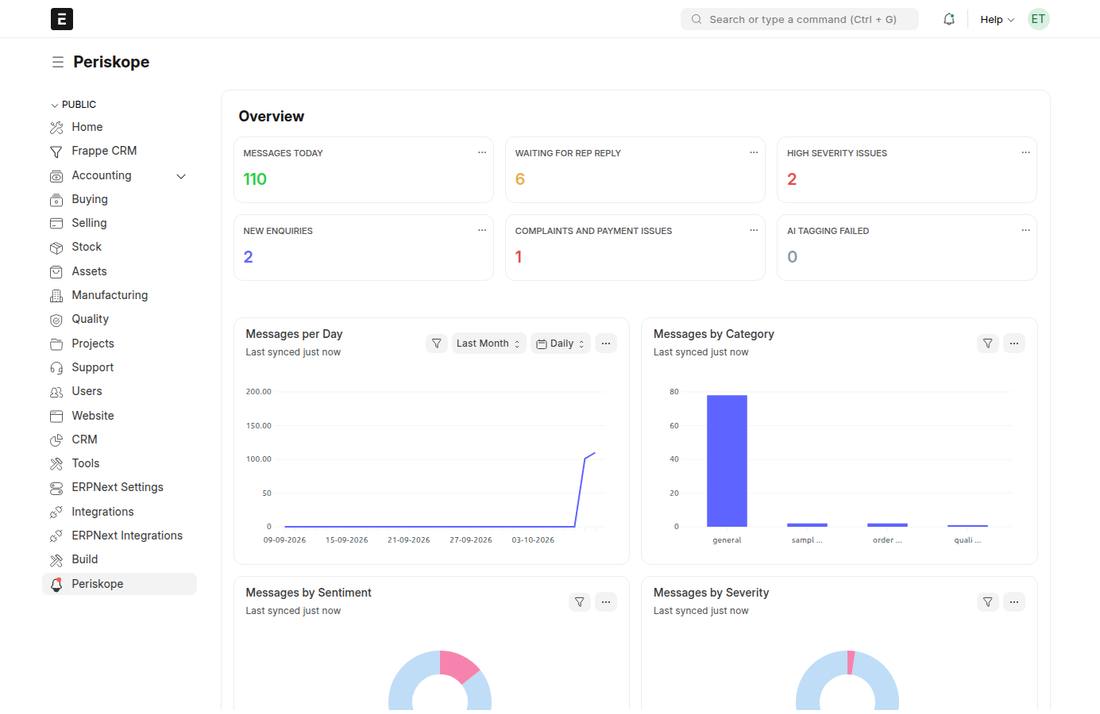 Search or type a command (Ctrl + G)
Help
ET
Periskope
PUBLIC
Home
Frappe CRM
Accounting
Buying
Selling
Stock
Assets
Manufacturing
Quality
Projects
Support
Users
Website
CRM
Tools
ERPNext Settings
Integrations
ERPNext Integrations
Build
Periskope
Overview
MESSAGES TODAY
110
WAITING FOR REP REPLY
6
HIGH SEVERITY ISSUES
2
NEW ENQUIRIES
2
COMPLAINTS AND PAYMENT ISSUES
1
AI TAGGING FAILED
0
Messages per Day
Last synced just now
Last Month
Daily
200.00
150.00
100.00
50
0
09-09-2026 15-09-2026 21-09-2026 27-09-2026 03-10-2026
Messages by Category
Last synced just now
80
60
40
20
0
general sampl ... order ... quali ...
Messages by Sentiment
Last synced just now
Messages by Severity
Last synced just now